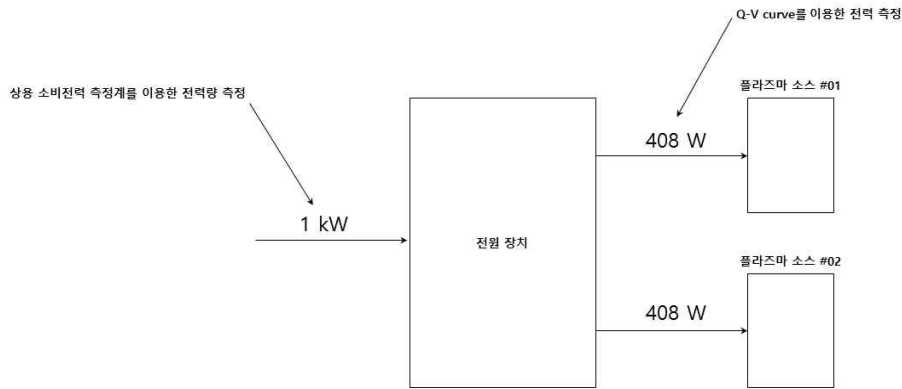 Q-V curve를 이용한 전력 측정
상용 소비전력 측정계를 이용한 전력량 측정
플라즈마 소스 #01
408 W
1 kW
전원 장치
플라즈마 소스 #02
408 W